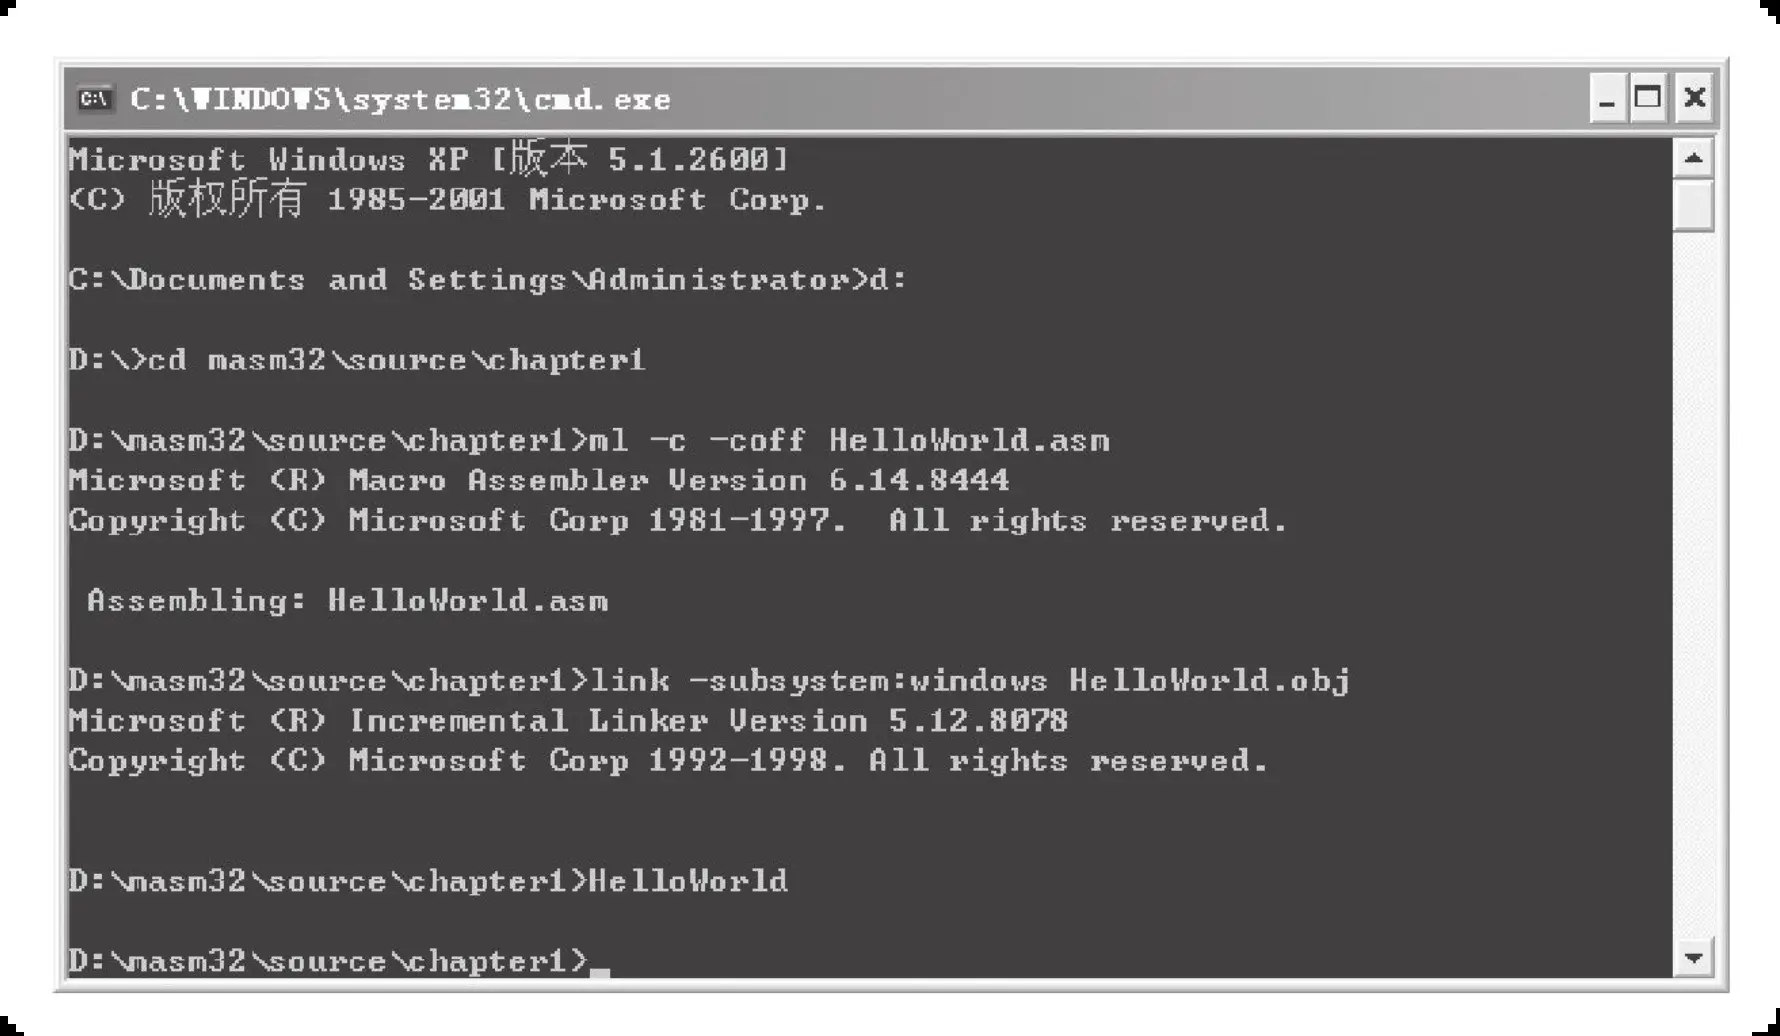 C:\WINDOWS\system32\cmd.exe
Microsoft Windows XP [版本 5.1.2600]
(C) 版权所有 1985-2001 Microsoft Corp.
C:\Documents and Settings\Administrator>d:
D:\>cd masm32\source\chapter1
D:\masm32\source\chapter1>ml -c -coff HelloWorld.asm
Microsoft (R) Macro Assembler Version 6.14.8444
Copyright (C) Microsoft Corp 1981-1997.  All rights reserved.
 Assembling: HelloWorld.asm
D:\masm32\source\chapter1>link -subsystem:windows HelloWorld.obj
Microsoft (R) Incremental Linker Version 5.12.8078
Copyright (C) Microsoft Corp 1992-1998. All rights reserved.
D:\masm32\source\chapter1>HelloWorld
D:\masm32\source\chapter1>